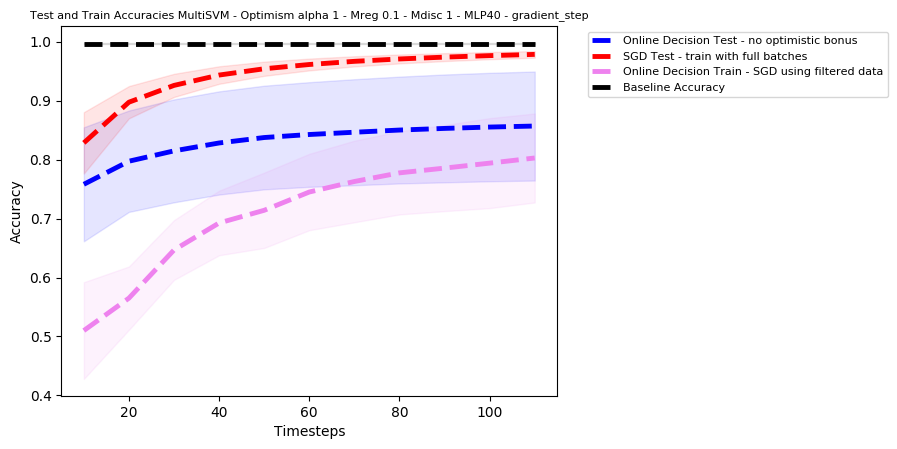 Test and Train Accuracies MultiSVM - Optimism alpha 1 - Mreg 0.1 - Mdisc 1 - MLP40 - gradient_step
Online Decision Test - no optimistic bonus
SGD Test - train with full batches
Online Decision Train - SGD using filtered data
Baseline Accuracy
1.0
0.9
0.8
0.7
0.6
0.5
0.4
Accuracy
20 40 60 80 100
Timesteps